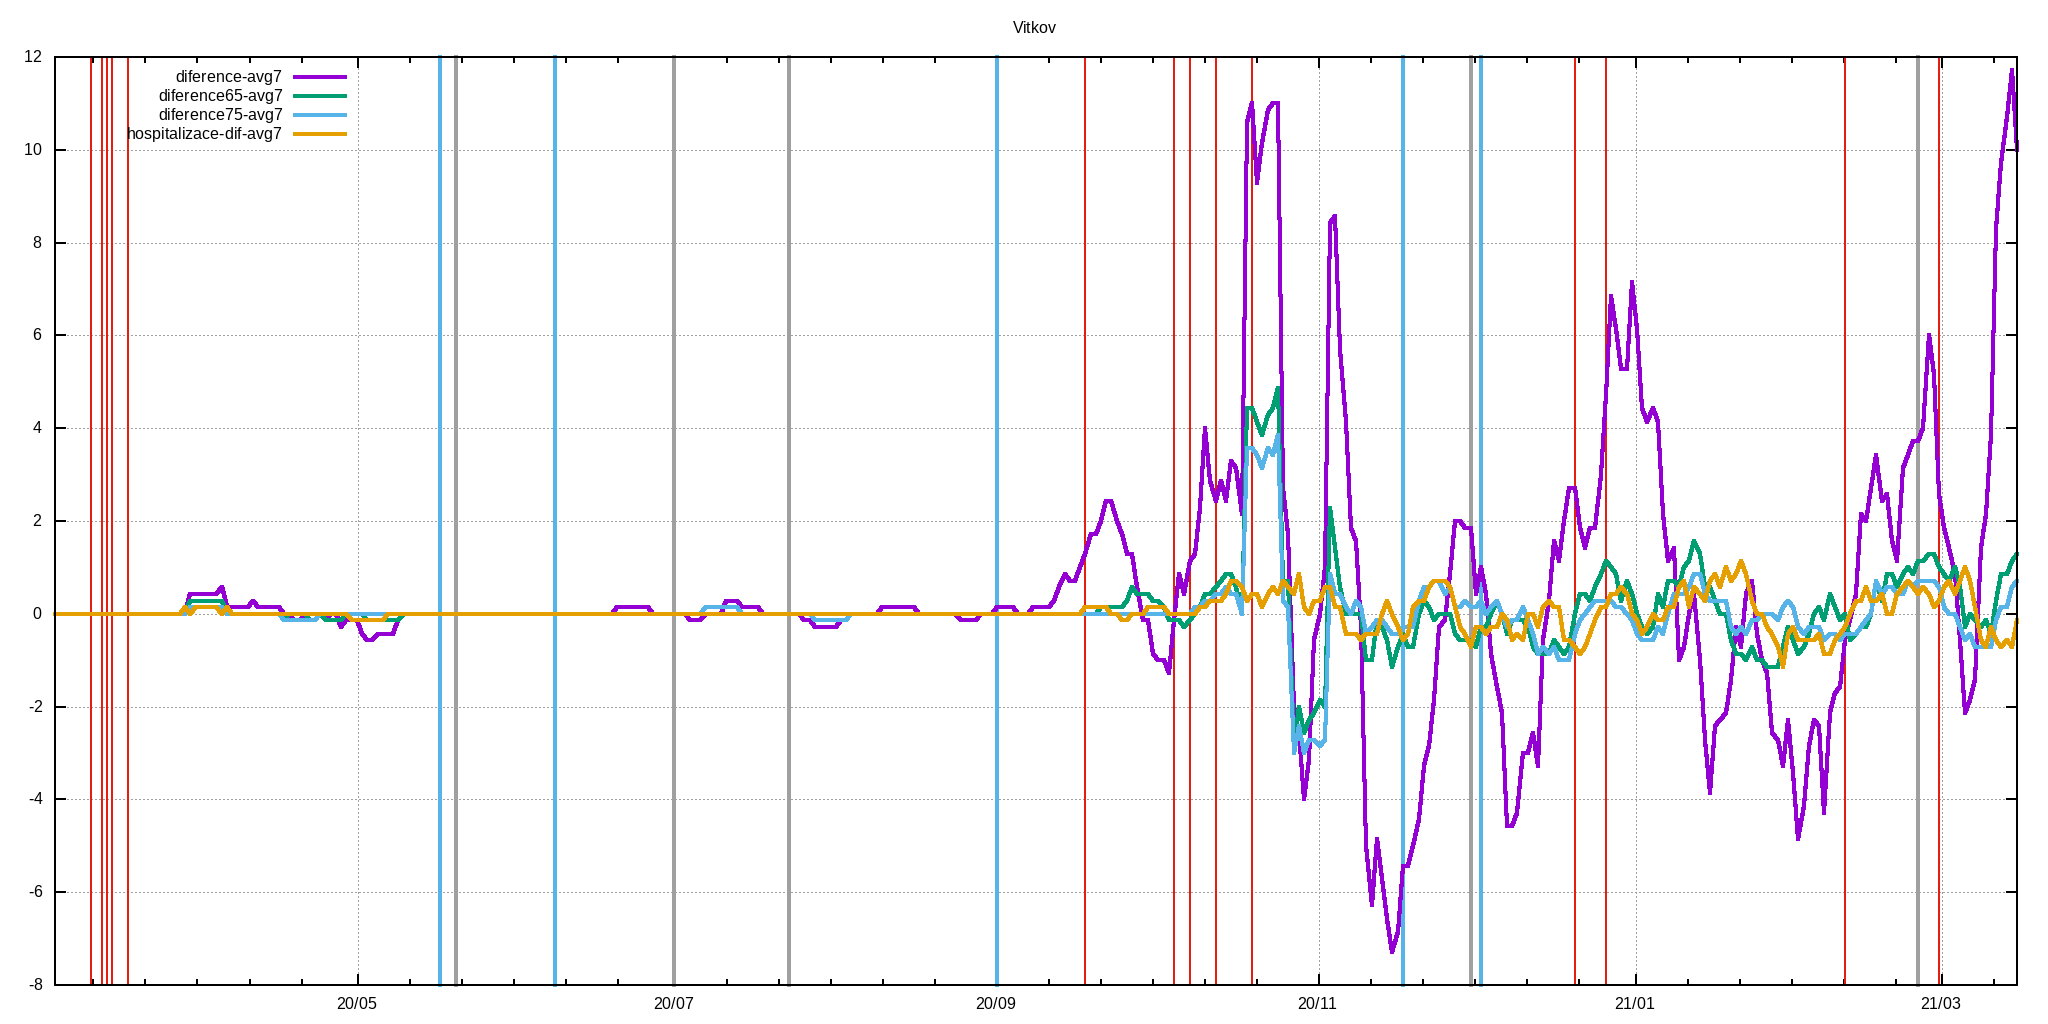 Vitkov
12
diference-avg7
diference65-avg7
diference75-avg7
hospitalizace-dif-avg7
10
8
6
4
2
0
-2
-4
-6
-8
20/05 20/07 20/09 20/11 21/01 21/03